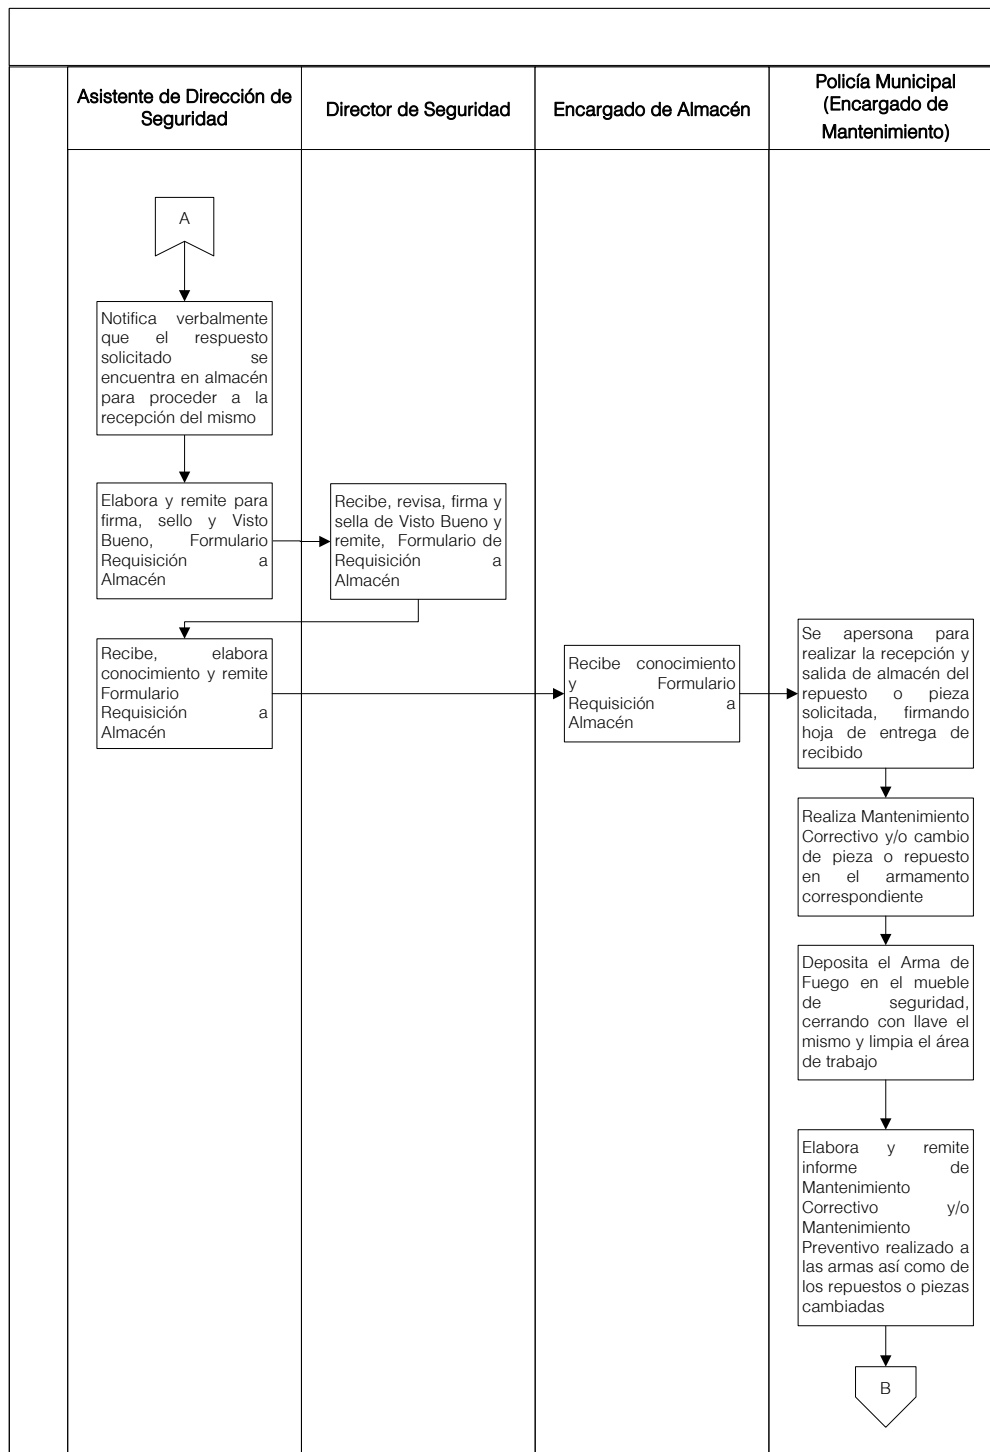 Asistente de Dirección de
Seguridad
Director de Seguridad
Encargado de Almacén
Policía Municipal
(Encargado de
Mantenimiento)
A
Notifica verbalmente
que el respuesto
solicitado se
encuentra en almacén
para proceder a la
recepción del mismo
Elabora y remite para
firma, sello y Visto
Bueno, Formulario
Requisición a
Almacén
Recibe, revisa, firma y
sella de Visto Bueno y
remite, Formulario de
Requisición a
Almacén
Recibe, elabora
conocimiento y remite
Formulario
Requisición a
Almacén
Recibe conocimiento
y Formulario
Requisición a
Almacén
Se apersona para
realizar la recepción y
salida de almacén del
repuesto o pieza
solicitada, firmando
hoja de entrega de
recibido
Realiza Mantenimiento
Correctivo y/o cambio
de pieza o repuesto
en el armamento
correspondiente
Deposita el Arma de
Fuego en el mueble
de seguridad,
cerrando con llave el
mismo y limpia el área
de trabajo
Elabora y remite
informe de
Mantenimiento
Correctivo y/o
Mantenimiento
Preventivo realizado a
las armas así como de
los repuestos o piezas
cambiadas
B